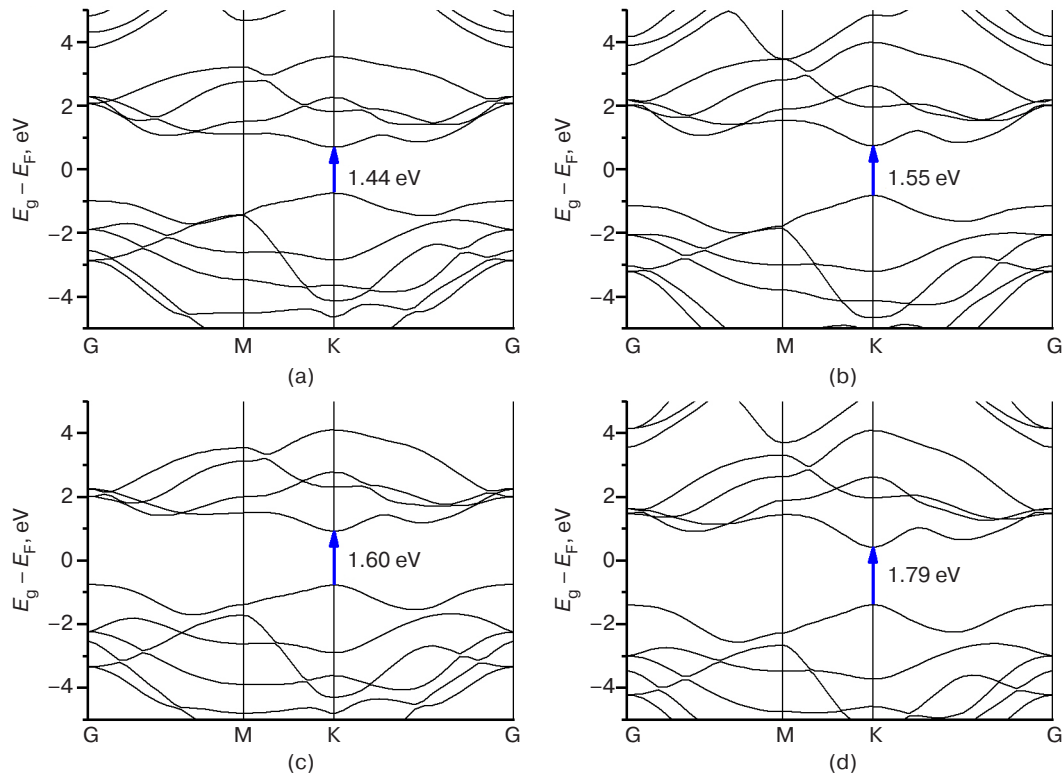 4
2
0
−2
−4
E_g − E_F, eV
1.44 eV
G M K G
(a)
4
2
0
−2
−4
E_g − E_F, eV
1.55 eV
G M K G
(b)
4
2
0
−2
−4
E_g − E_F, eV
1.60 eV
G M K G
(c)
4
2
0
−2
−4
E_g − E_F, eV
1.79 eV
G M K G
(d)